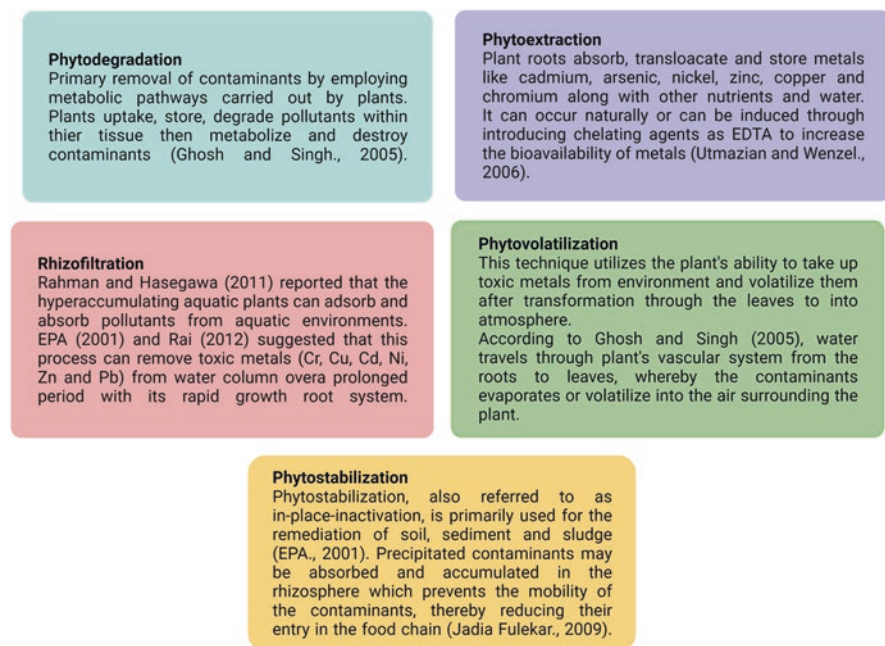 Phytodegradation
Primary removal of contaminants by employing
metabolic pathways carried out by plants.
Plants uptake, store, degrade pollutants within
thier tissue then metabolize and destroy
contaminants (Ghosh and Singh., 2005).
Phytoextraction
Plant roots absorb, transloacate and store metals
like cadmium, arsenic, nickel, zinc, copper and
chromium along with other nutrients and water.
It can occur naturally or can be induced through
introducing chelating agents as EDTA to increase
the bioavailability of metals (Utmazian and Wenzel.,
2006).
Rhizofiltration
Rahman and Hasegawa (2011) reported that the
hyperaccumulating aquatic plants can adsorb and
absorb pollutants from aquatic environments.
EPA (2001) and Rai (2012) suggested that this
process can remove toxic metals (Cr, Cu, Cd, Ni,
Zn and Pb) from water column overa prolonged
period with its rapid growth root system.
Phytovolatilization
This technique utilizes the plant's ability to take up
toxic metals from environment and volatilize them
after transformation through the leaves to into
atmosphere.
According to Ghosh and Singh (2005), water
travels through plant's vascular system from the
roots to leaves, whereby the contaminants
evaporates or volatilize into the air surrounding the
plant.
Phytostabilization
Phytostabilization, also referred to as
in-place-inactivation, is primarily used for the
remediation of soil, sediment and sludge
(EPA., 2001). Precipitated contaminants may
be absorbed and accumulated in the
rhizosphere which prevents the mobility of
the contaminants, thereby reducing their
entry in the food chain (Jadia Fulekar., 2009).